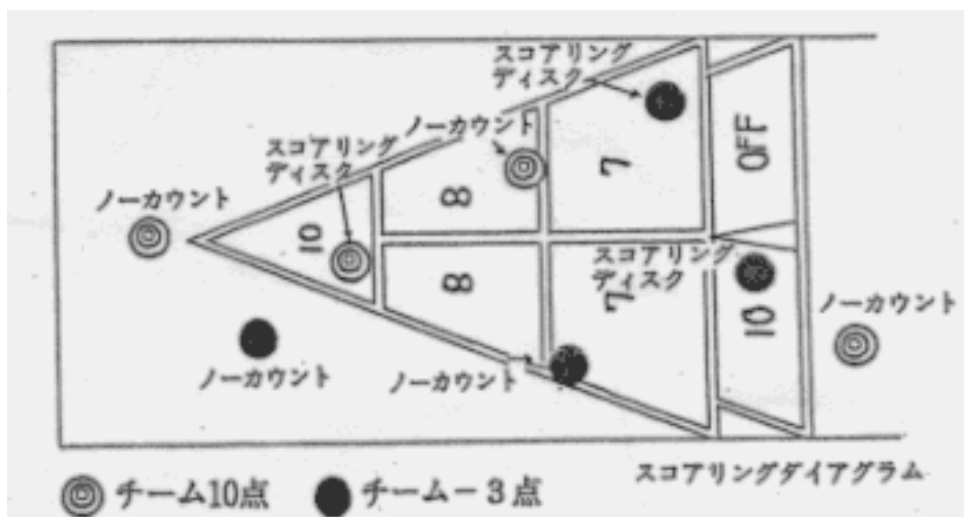 スコアリング
ディスク
ノーカウント
スコアリング
ディスク
ノーカウント
10
8
7
OFF
スコアリング
ディスク
8
7
10
ノーカウント
ノーカウント
ノーカウント
スコアリングダイアグラム
チーム10点
チームー3点